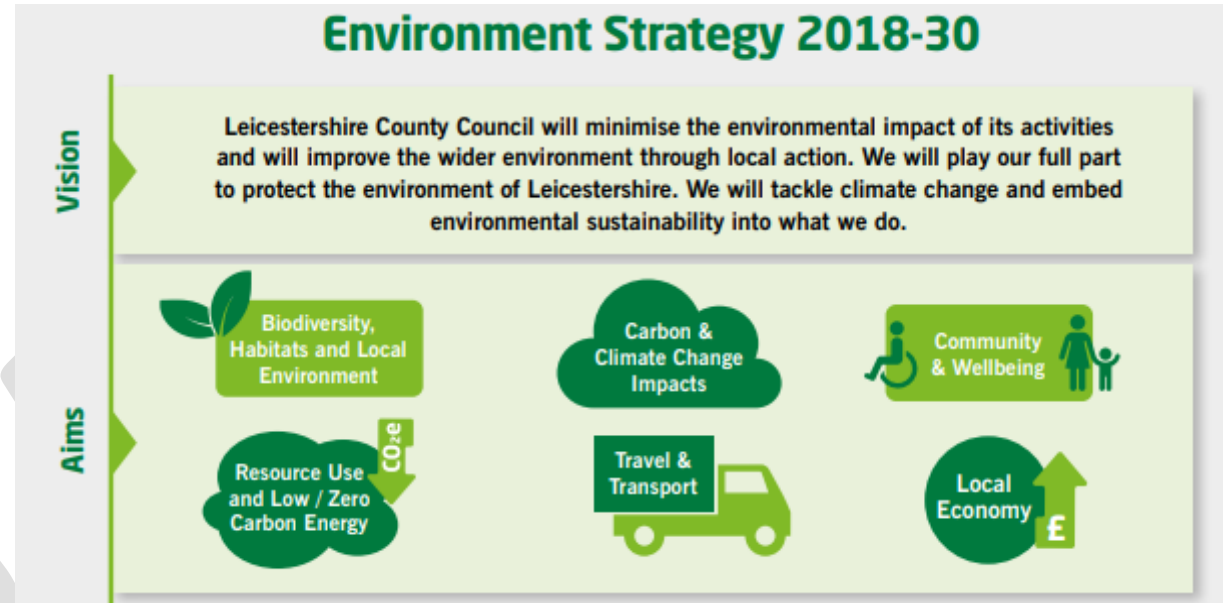 Environment Strategy 2018-30
Vision
Leicestershire County Council will minimise the environmental impact of its activities
and will improve the wider environment through local action. We will play our full part
to protect the environment of Leicestershire. We will tackle climate change and embed
environmental sustainability into what we do.
Aims
Biodiversity,
Habitats and Local
Environment
Carbon &
Climate Change
Impacts
Community
& Wellbeing
Resource Use
and Low / Zero
Carbon Energy
CO₂e
Travel &
Transport
Local
Economy
£